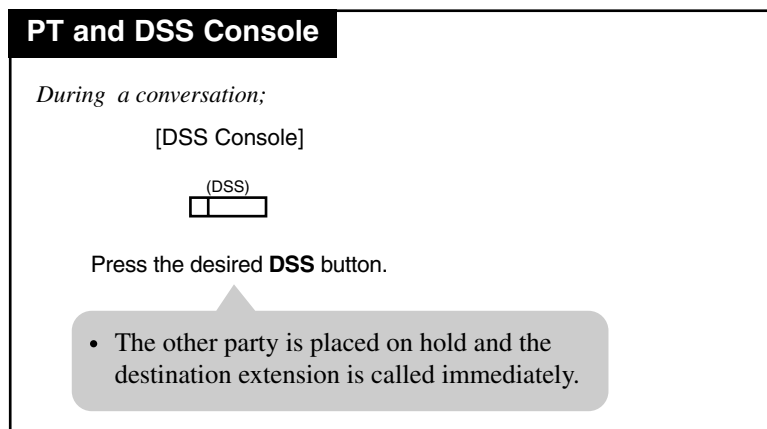 PT and DSS Console
During a conversation;
[DSS Console]
(DSS)
Press the desired DSS button.
• The other party is placed on hold and the
destination extension is called immediately.